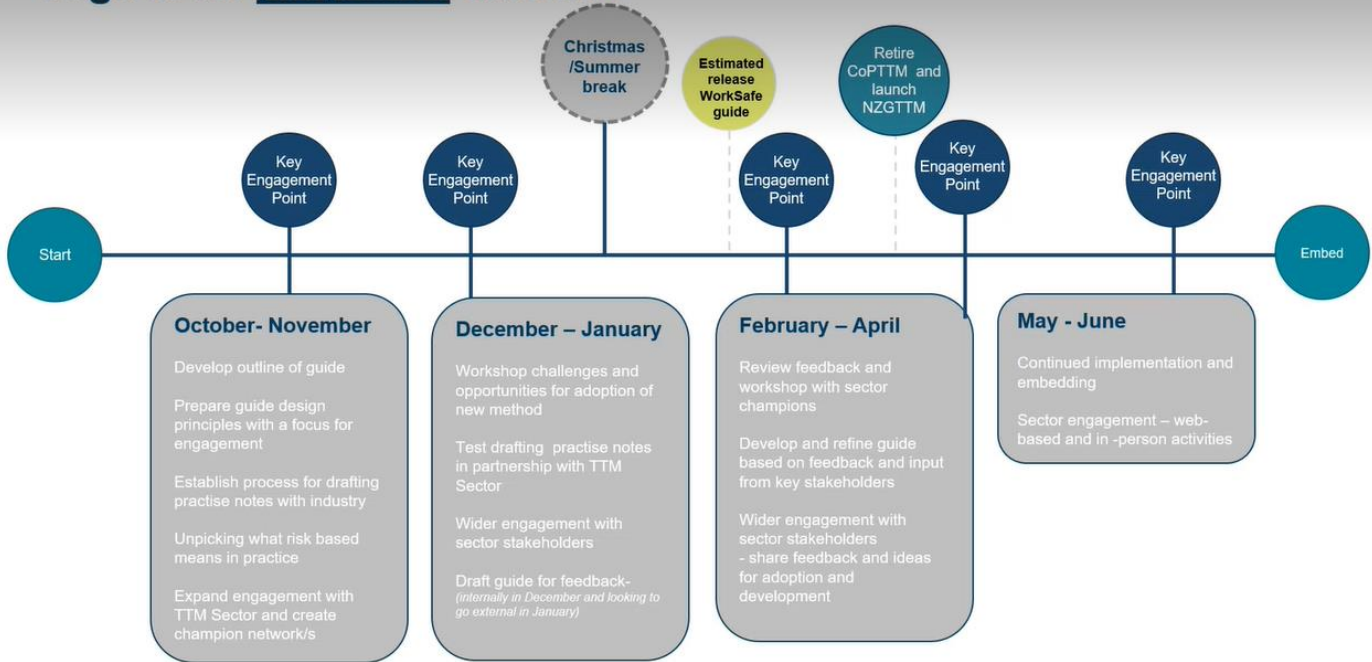 Christmas
/Summer
break
Estimated
release
WorkSafe
guide
Retire
CoPTTM and
launch
NZGTTM
Key
Engagement
Point
Key
Engagement
Point
Key
Engagement
Point
Key
Engagement
Point
Key
Engagement
Point
Start
Embed
October- November
Develop outline of guide
Prepare guide design
principles with a focus for
engagement
Establish process for drafting
practise notes with industry
Unpicking what risk based
means in practice
Expand engagement with
TTM Sector and create
champion network/s
December – January
Workshop challenges and
opportunities for adoption of
new method
Test drafting practise notes
in partnership with TTM
Sector
Wider engagement with
sector stakeholders
Draft guide for feedback-
(internally in December and looking to
go external in January)
February – April
Review feedback and
workshop with sector
champions
Develop and refine guide
based on feedback and input
from key stakeholders
Wider engagement with
sector stakeholders
- share feedback and ideas
for adoption and
development
May - June
Continued implementation and
embedding
Sector engagement – web-
based and in -person activities